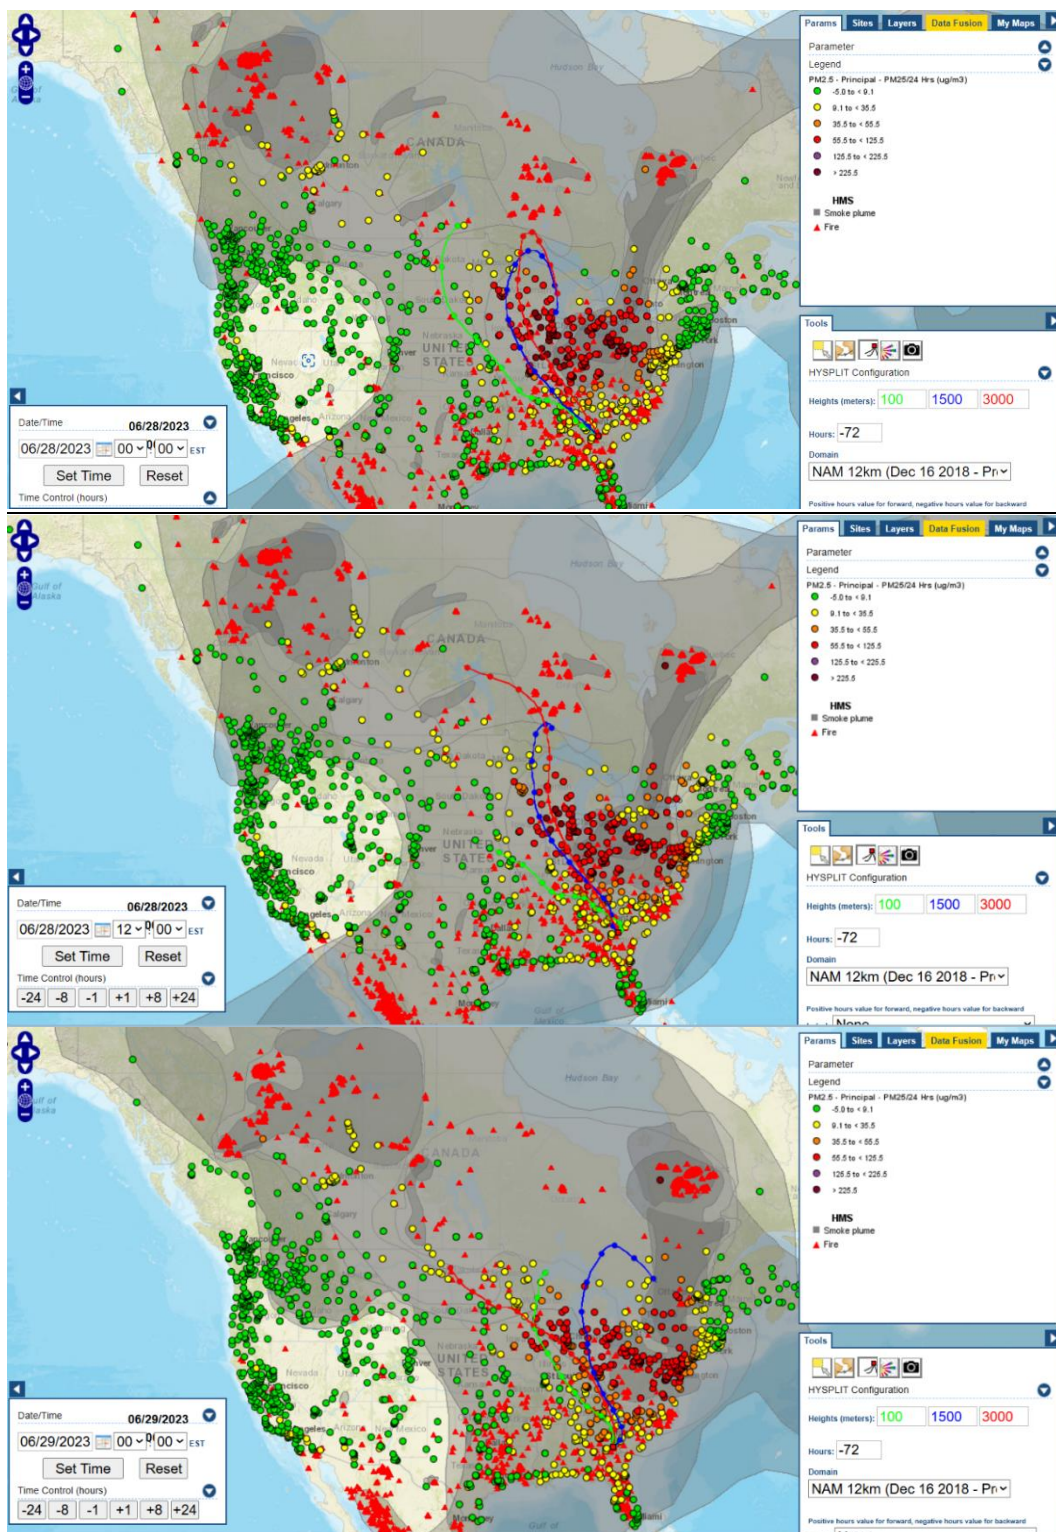 Hudson Bay
Params Sites Layers Data Fusion My Maps
Parameter
Legend
PM2.5 - Principal - PM25/24 Hrs (ug/m3)
-5.0 to < 9.1
9.1 to < 35.5
35.5 to < 55.5
55.5 to < 125.5
125.5 to < 225.5
> 225.5
HMS
Smoke plume
Fire
CANADA
Calgary
Vancouver
Nebraska
UNITED
STATES
Boston
Tools
HYSPLIT Configuration
Heights (meters): 100 1500 3000
Hours: -72
Domain
NAM 12km (Dec 16 2018 - Pr
Positive hours value for forward, negative hours value for backward
Date/Time 06/28/2023
06/28/2023 00 00 EST
Set Time Reset
Time Control (hours)
Hudson Bay
Gulf of
Alaska
Params Sites Layers Data Fusion My Maps
Parameter
Legend
PM2.5 - Principal - PM25/24 Hrs (ug/m3)
-5.0 to < 9.1
9.1 to < 35.5
35.5 to < 55.5
55.5 to < 125.5
125.5 to < 225.5
> 225.5
HMS
Smoke plume
Fire
CANADA
Calgary
Nebraska
UNITED
STATES
Nevada
Boston
Tools
HYSPLIT Configuration
Heights (meters): 100 1500 3000
Hours: -72
Domain
NAM 12km (Dec 16 2018 - Pr
Positive hours value for forward, negative hours value for backward
None
Date/Time 06/28/2023
06/28/2023 12 00 EST
Set Time Reset
Time Control (hours)
-24 -8 -1 +1 +8 +24
Gulf of
Mexico
Hudson Bay
Params Sites Layers Data Fusion My Maps
Parameter
Legend
PM2.5 - Principal - PM25/24 Hrs (ug/m3)
-5.0 to < 9.1
9.1 to < 35.5
35.5 to < 55.5
55.5 to < 125.5
125.5 to < 225.5
> 225.5
HMS
Smoke plume
Fire
CANADA
Calgary
UNITED
STATES
Nevada
Tools
HYSPLIT Configuration
Heights (meters): 100 1500 3000
Hours: -72
Domain
NAM 12km (Dec 16 2018 - Pr
Positive hours value for forward, negative hours value for backward
Date/Time 06/29/2023
06/29/2023 00 00 EST
Set Time Reset
Time Control (hours)
-24 -8 -1 +1 +8 +24
Gulf of